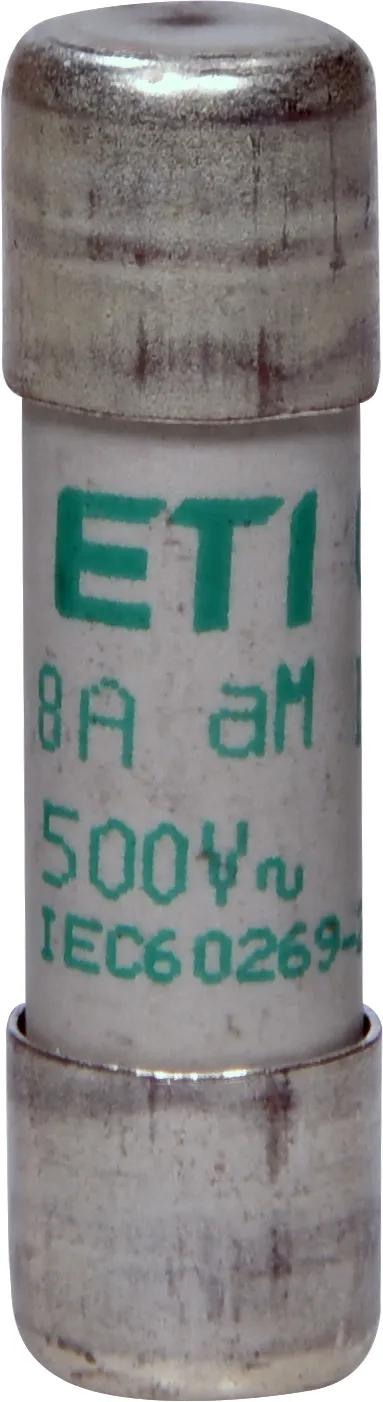 ETI
8A aM
500V~
IEC60269-